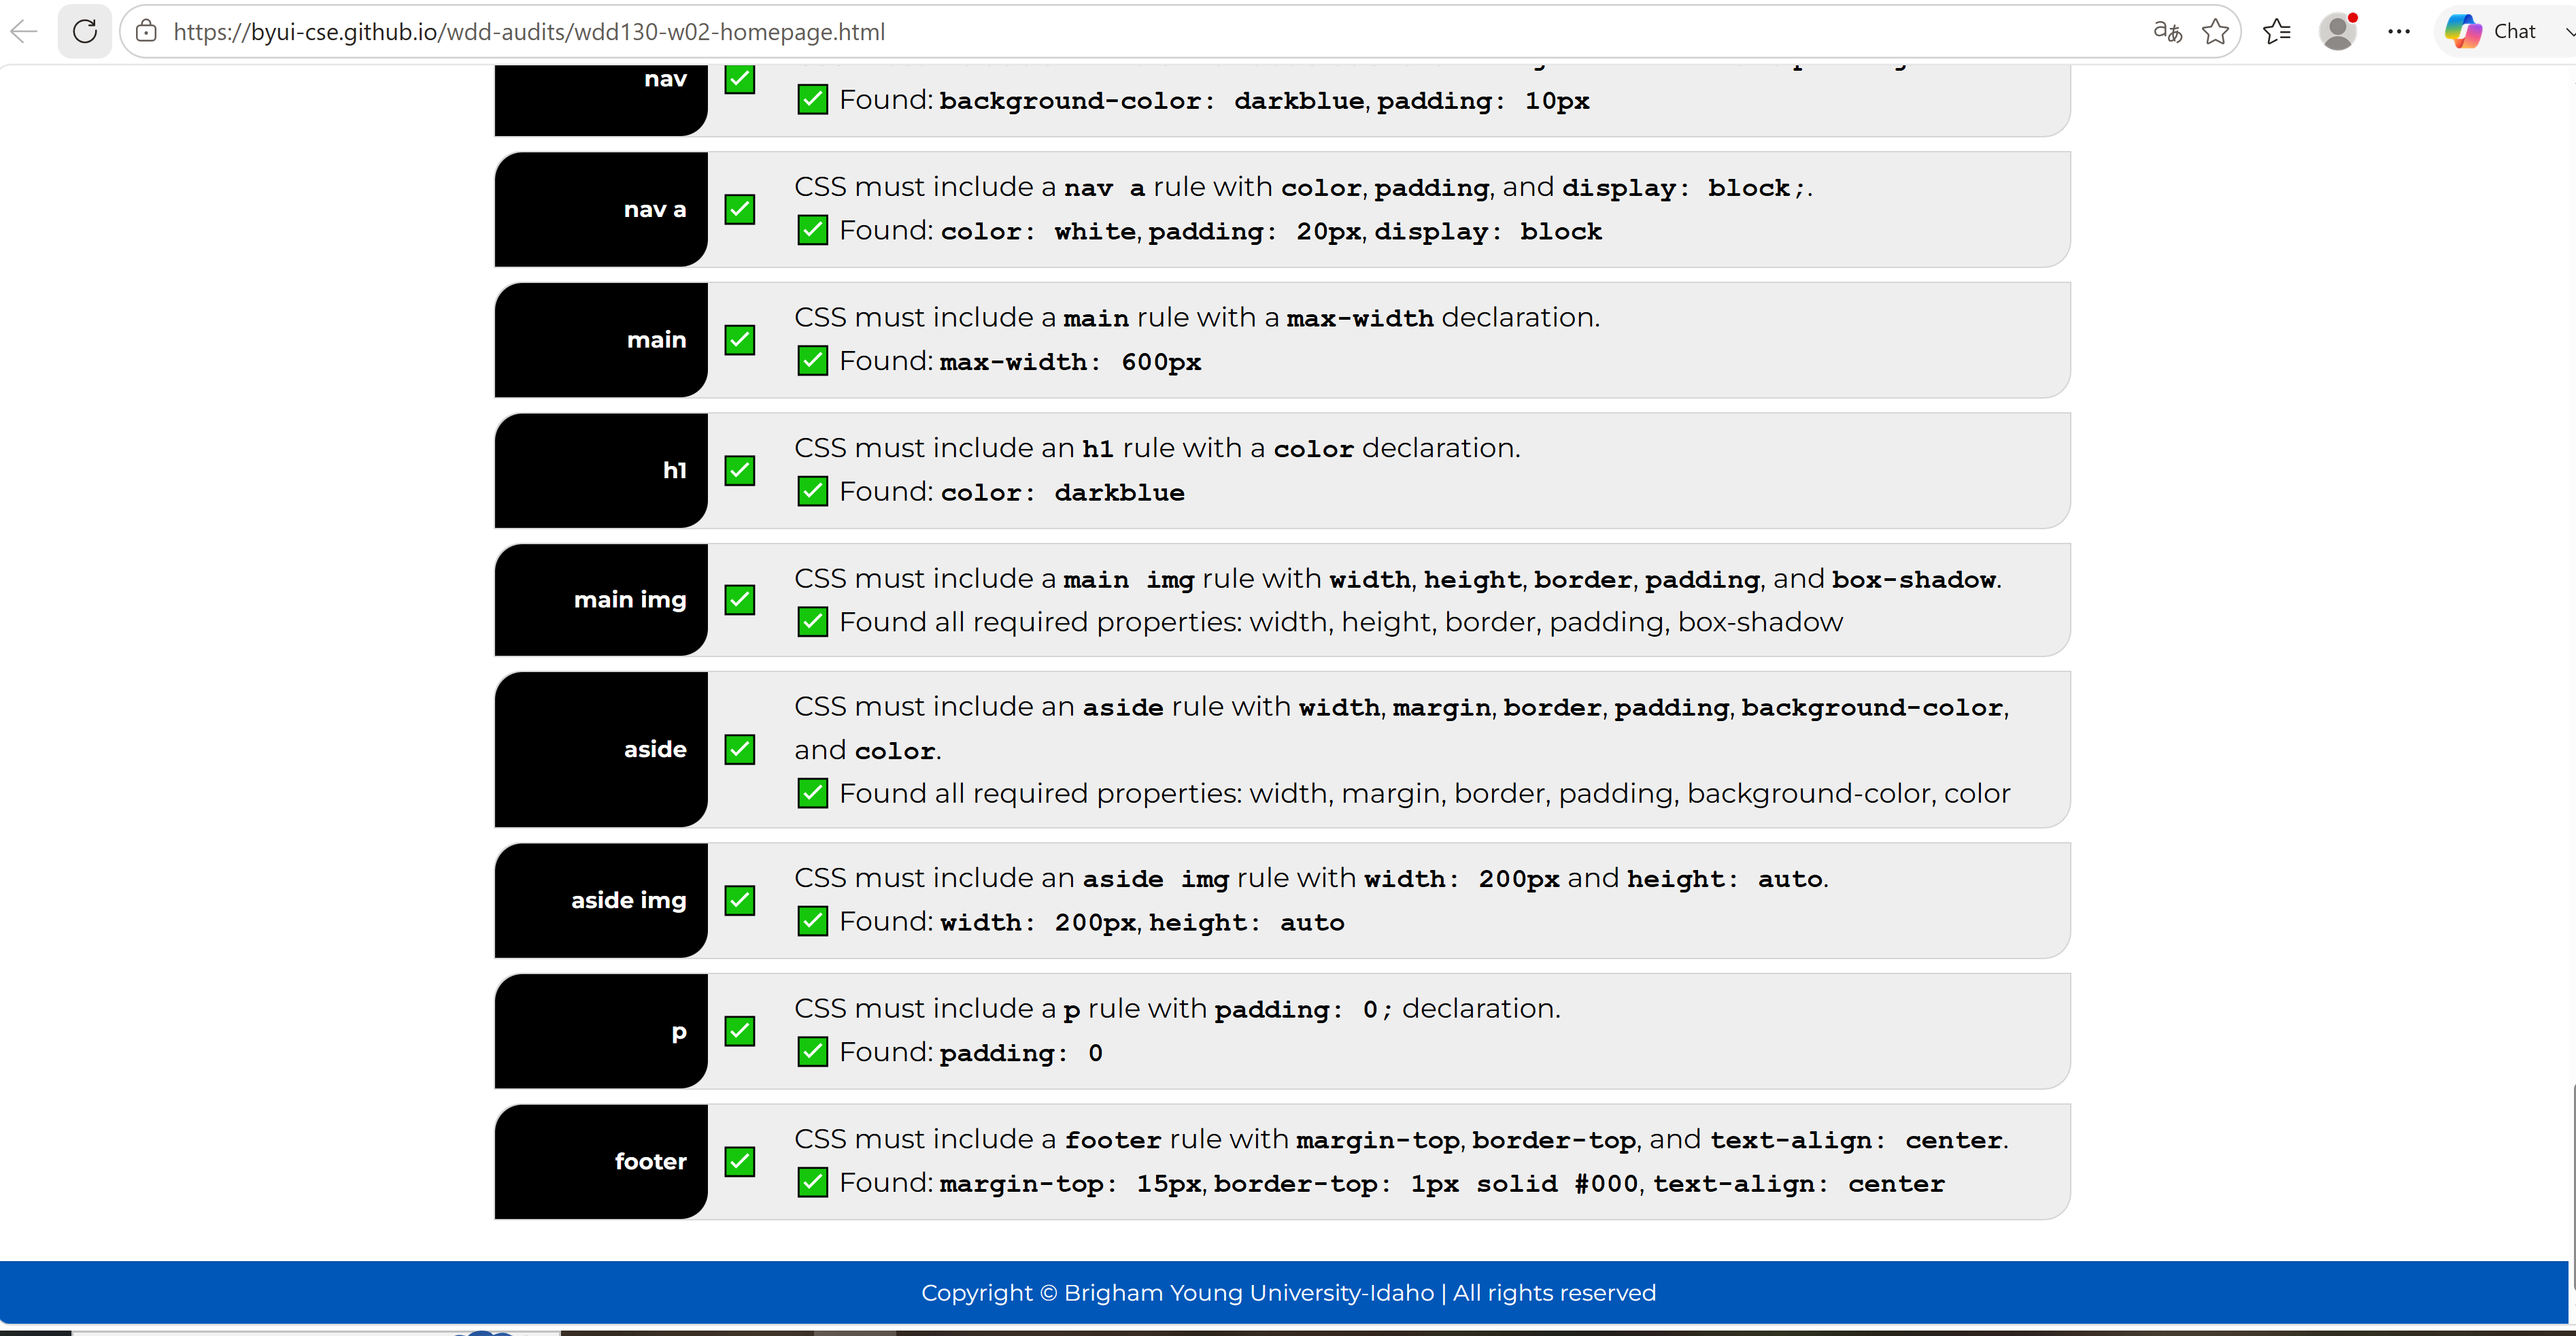 https://byui-cse.github.io/wdd-audits/wdd130-w02-homepage.html
Chat
nav
Found: background-color: darkblue, padding: 10px
nav a
CSS must include a nav a rule with color, padding, and display: block;.
Found: color: white, padding: 20px, display: block
main
CSS must include a main rule with a max-width declaration.
Found: max-width: 600px
h1
CSS must include an h1 rule with a color declaration.
Found: color: darkblue
main img
CSS must include a main img rule with width, height, border, padding, and box-shadow.
Found all required properties: width, height, border, padding, box-shadow
aside
CSS must include an aside rule with width, margin, border, padding, background-color,
and color.
Found all required properties: width, margin, border, padding, background-color, color
aside img
CSS must include an aside img rule with width: 200px and height: auto.
Found: width: 200px, height: auto
p
CSS must include a p rule with padding: 0; declaration.
Found: padding: 0
footer
CSS must include a footer rule with margin-top, border-top, and text-align: center.
Found: margin-top: 15px, border-top: 1px solid #000, text-align: center
Copyright © Brigham Young University-Idaho | All rights reserved